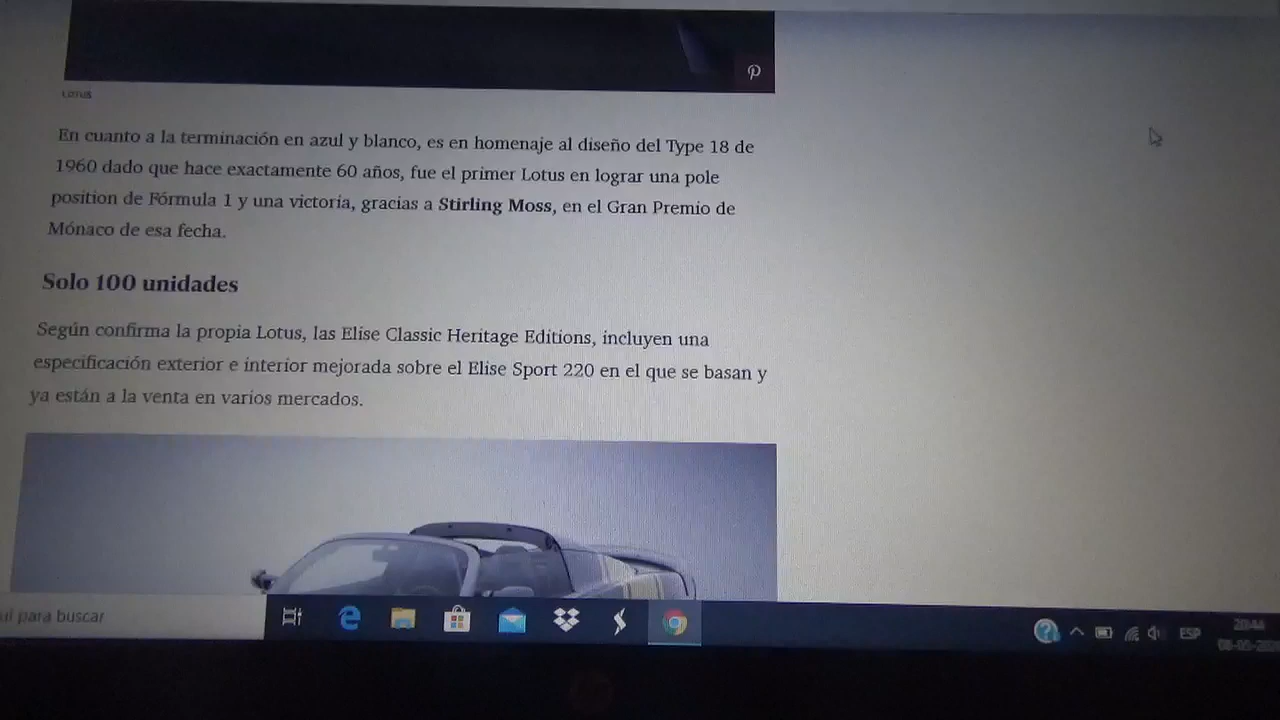 LOTUS
En cuanto a la terminación en azul y blanco, es en homenaje al diseño del Type 18 de
1960 dado que hace exactamente 60 años, fue el primer Lotus en lograr una pole
position de Fórmula 1 y una victoria, gracias a Stirling Moss, en el Gran Premio de
Mónaco de esa fecha.
Solo 100 unidades
Según confirma la propia Lotus, las Elise Classic Heritage Editions, incluyen una
especificación exterior e interior mejorada sobre el Elise Sport 220 en el que se basan y
ya están a la venta en varios mercados.
para buscar
ESP
20:44